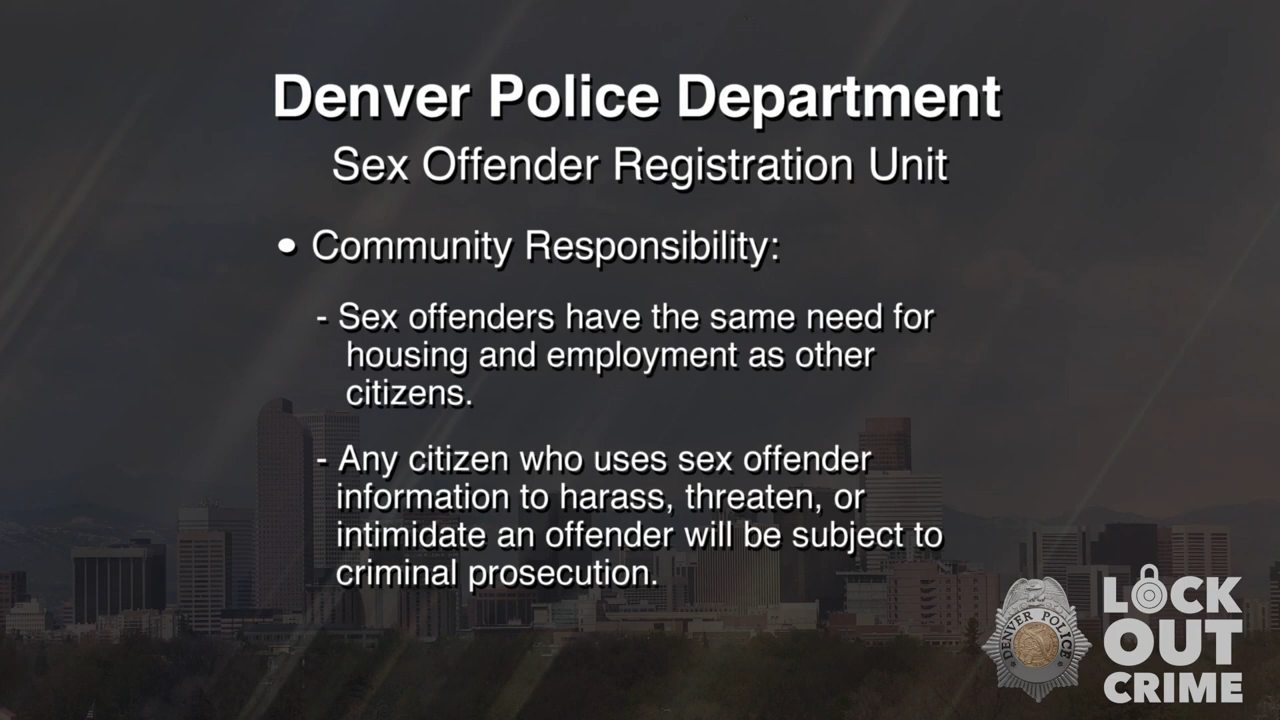 Denver Police Department
Sex Offender Registration Unit
• Community Responsibility:
- Sex offenders have the same need for
housing and employment as other
citizens.
- Any citizen who uses sex offender
information to harass, threaten, or
intimidate an offender will be subject to
criminal prosecution.
DENVER POLICE
LOCK
OUT
CRIME